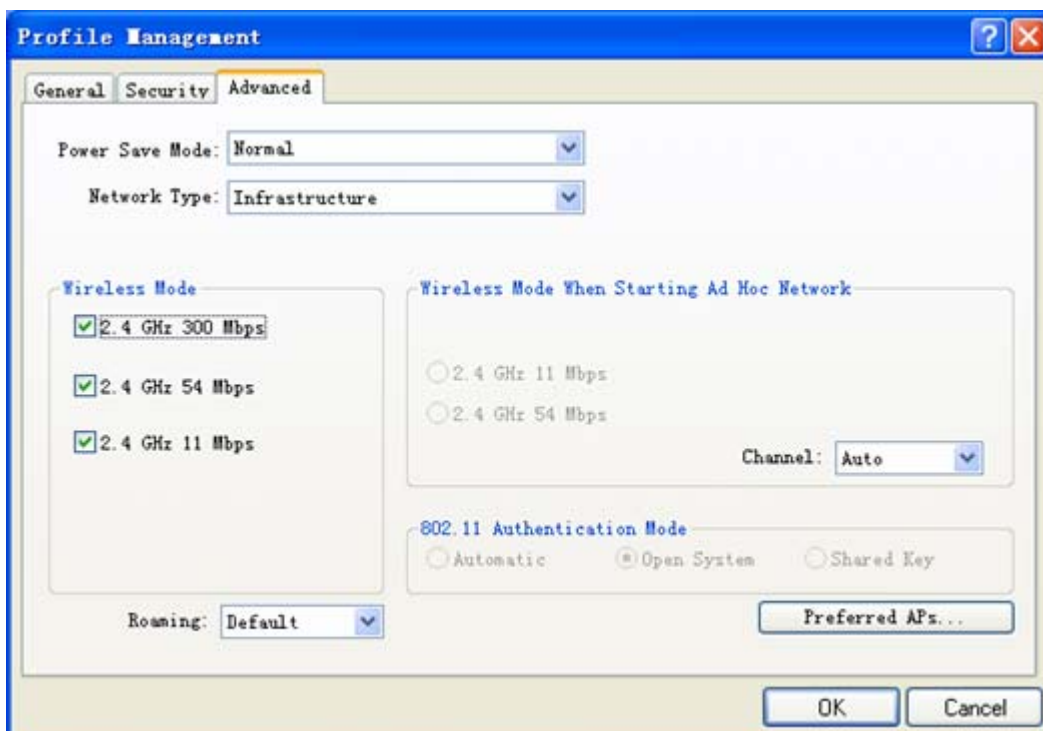 Profile Management
General Security Advanced
Power Save Mode: Normal
Network Type: Infrastructure
Wireless Mode
2.4 GHz 300 Mbps
2.4 GHz 54 Mbps
2.4 GHz 11 Mbps
Wireless Mode When Starting Ad Hoc Network
2.4 GHz 11 Mbps
2.4 GHz 54 Mbps
Channel: Auto
802.11 Authentication Mode
Automatic Open System Shared Key
Roaming: Default
Preferred APs...
OK Cancel